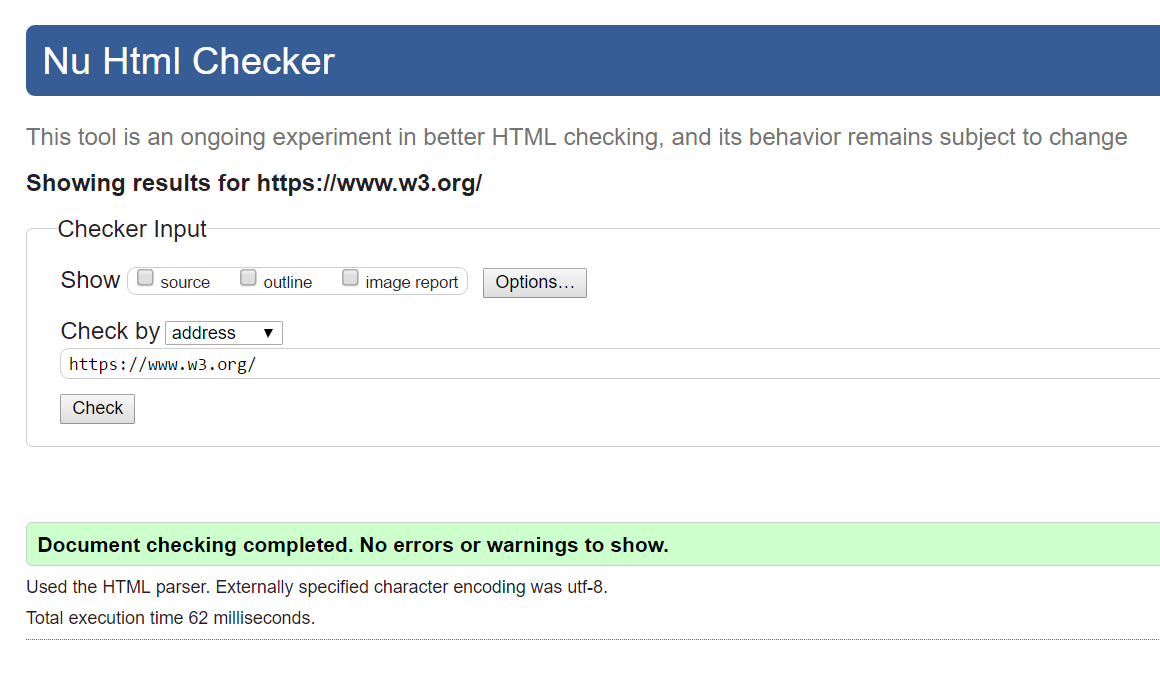 Nu Html Checker
This tool is an ongoing experiment in better HTML checking, and its behavior remains subject to change
Showing results for https://www.w3.org/
Checker Input
Show source outline image report Options…
Check by address ▼
https://www.w3.org/
Check
Document checking completed. No errors or warnings to show.
Used the HTML parser. Externally specified character encoding was utf-8.
Total execution time 62 milliseconds.